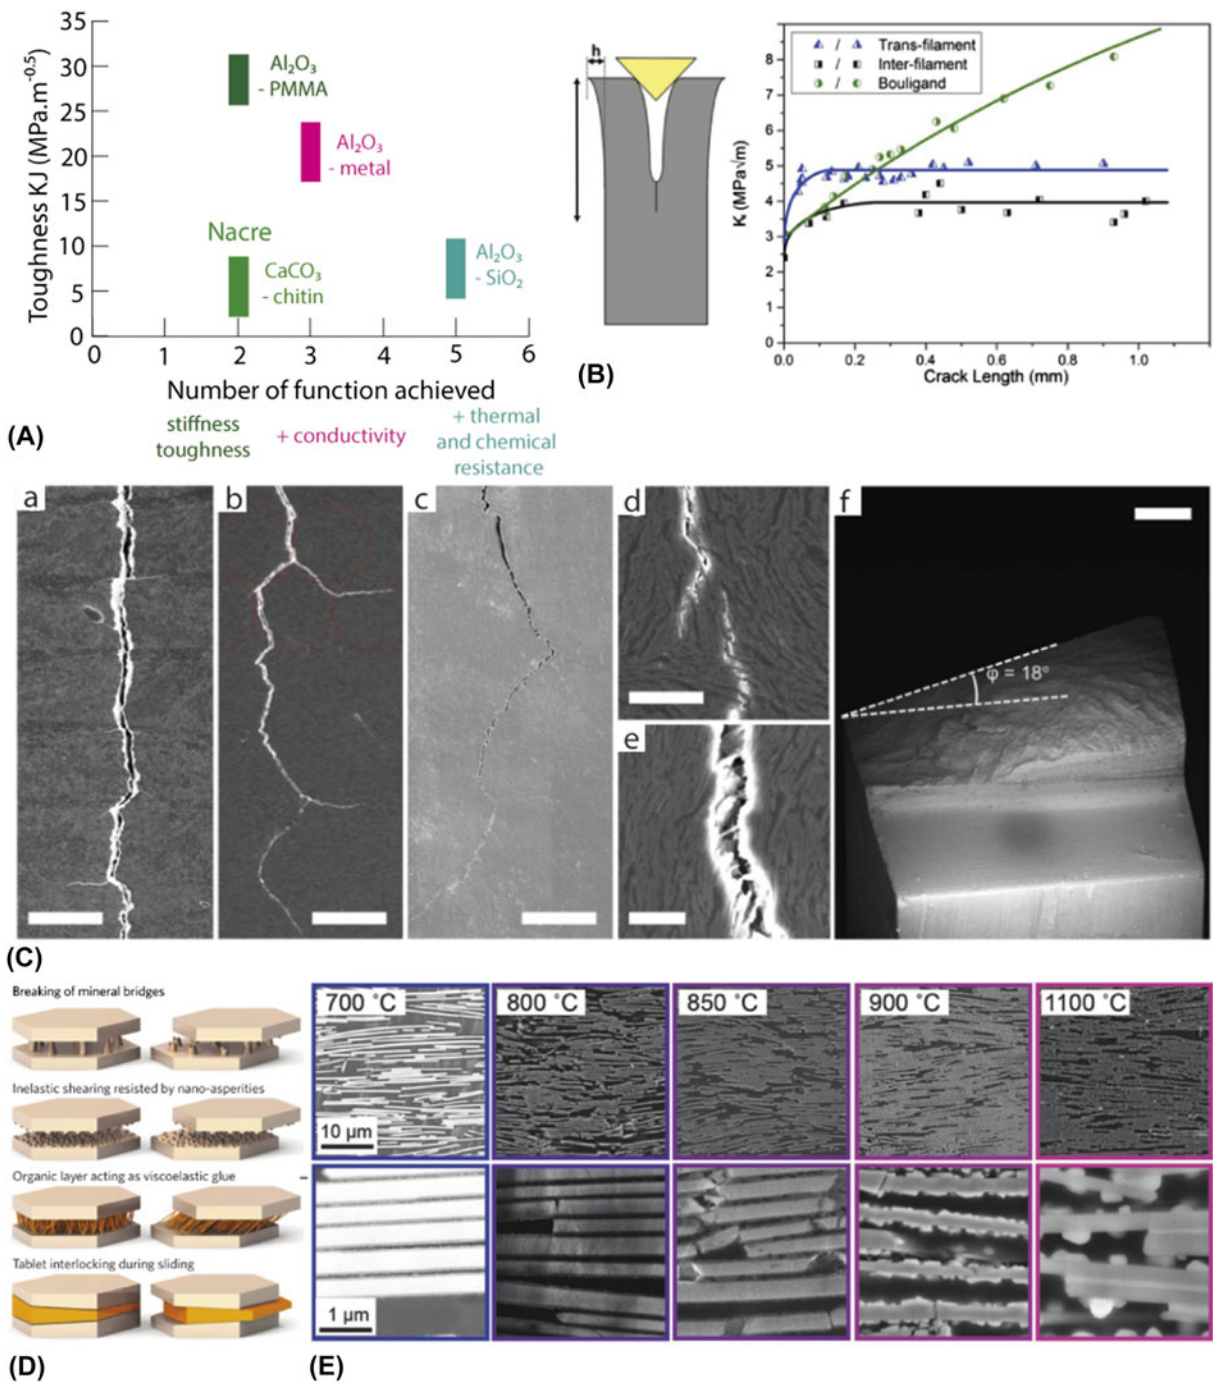 35
30
25
20
15
10
5
0
Toughness KJ (MPa.m⁻⁰·⁵)
Al₂O₃
- PMMA
Al₂O₃
- metal
Nacre
CaCO₃
- chitin
Al₂O₃
- SiO₂
0 1 2 3 4 5 6
Number of function achieved
(A)
stiffness
toughness
+ conductivity
+ thermal
and chemical
resistance
h
(B)
Trans-filament
Inter-filament
Bouligand
8
7
6
5
4
3
2
1
0
K (MPa√m)
0.0 0.2 0.4 0.6 0.8 1.0
Crack Length (mm)
a
b
c
d
e
f
φ = 18°
(C)
Breaking of mineral bridges
Inelastic shearing resisted by nano-asperities
Organic layer acting as viscoelastic glue
Tablet interlocking during sliding
(D)
700 °C
800 °C
850 °C
900 °C
1100 °C
10 µm
1 µm
(E)